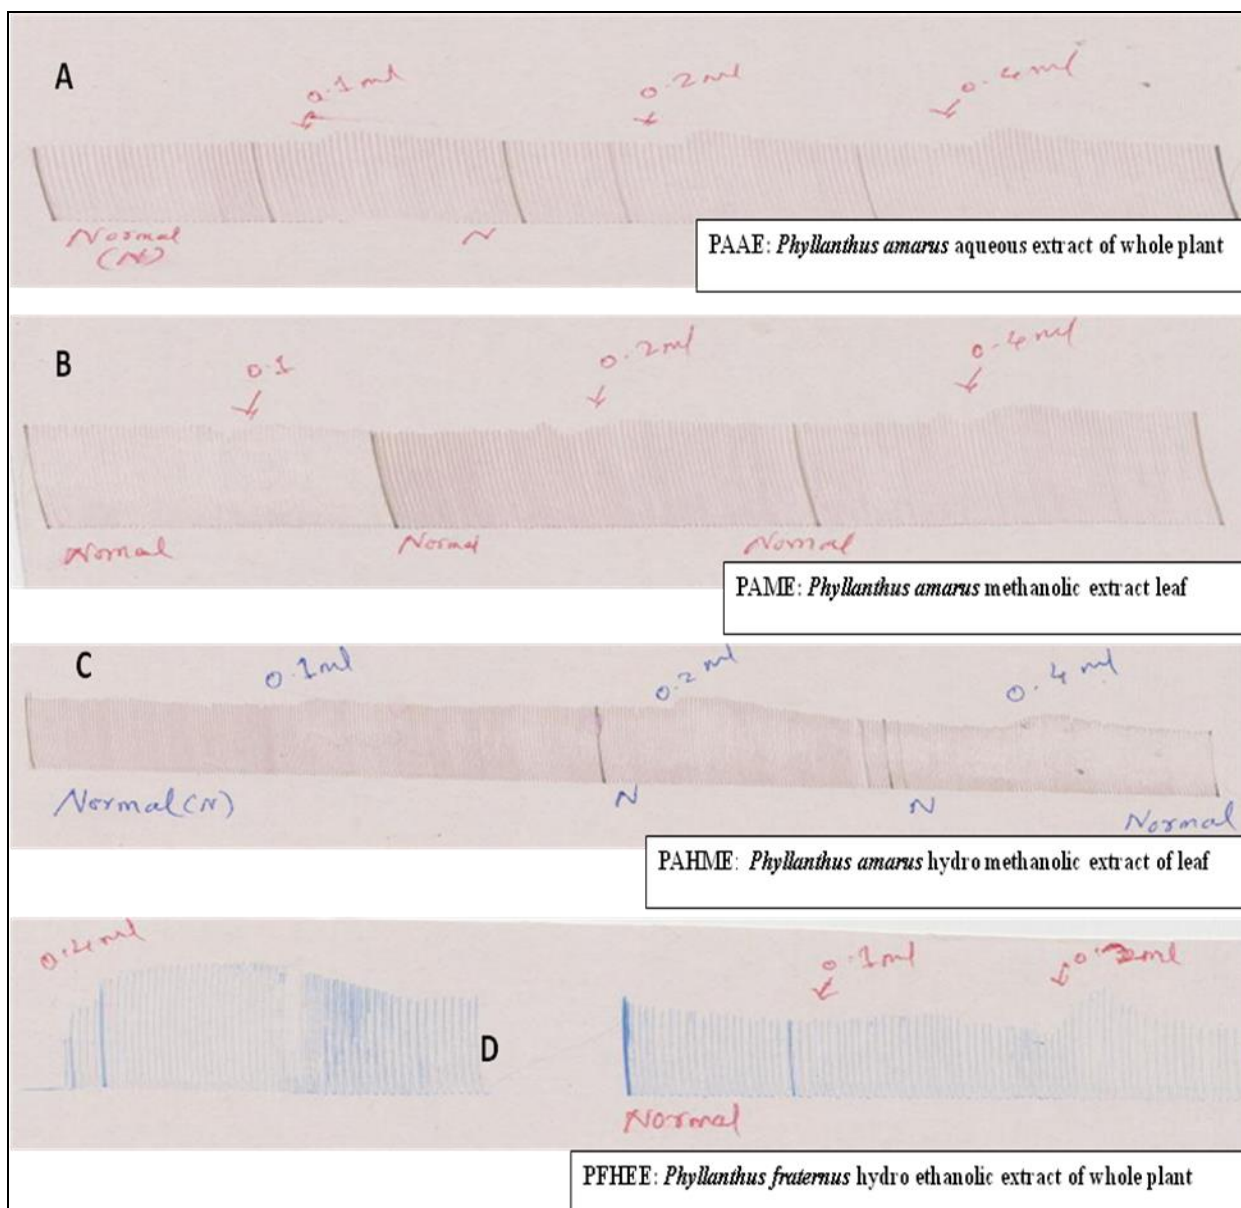 A
0.1 ml
0.2 ml
0.4 ml
Normal
(N)
N
PAAE: Phyllanthus amarus aqueous extract of whole plant
B
0.1
0.2 ml
0.4 ml
Normal
Normal
Normal
PAME: Phyllanthus amarus methanolic extract leaf
C
0.1 ml
0.2 ml
0.4 ml
Normal (N)
N
N
Normal
PAHME: Phyllanthus amarus hydro methanolic extract of leaf
0.4 ml
0.1 ml
D
Normal
PFHEE: Phyllanthus fraternus hydro ethanolic extract of whole plant